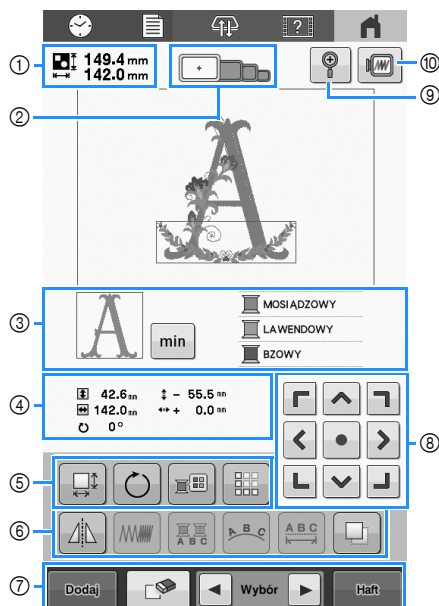 ?
① 149.4 mm
142.0 mm
②
⑩
⑨
A
③ A
min
MOSIĄDZOWY
LAWENDOWY
BZOWY
④ 42.6 mm - 55.5 mm
142.0 mm + 0.0 mm
0°
⑧
⑤
⑥ A B C A B C A B C
⑦ Dodaj Wybór Haft